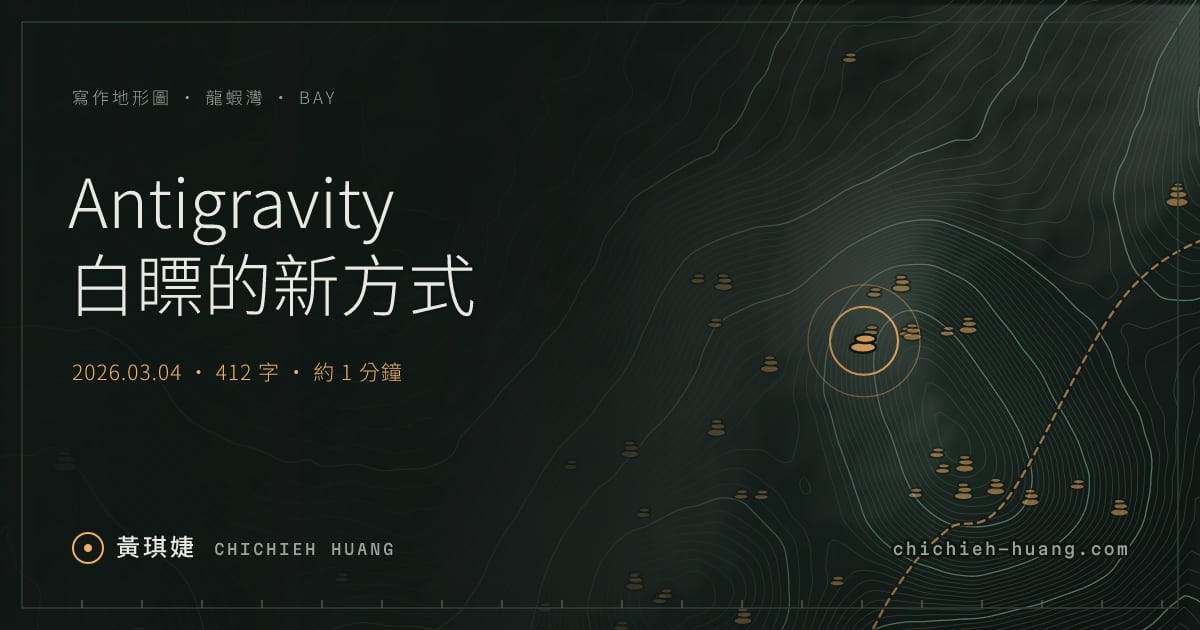 寫作地形圖 · 龍蝦灣 · BAY
Antigravity
白瞟的新方式
2026.03.04 · 412 字 · 約 1 分鐘
黃琪婕 CHICHIEH HUANG
chichieh-huang.com